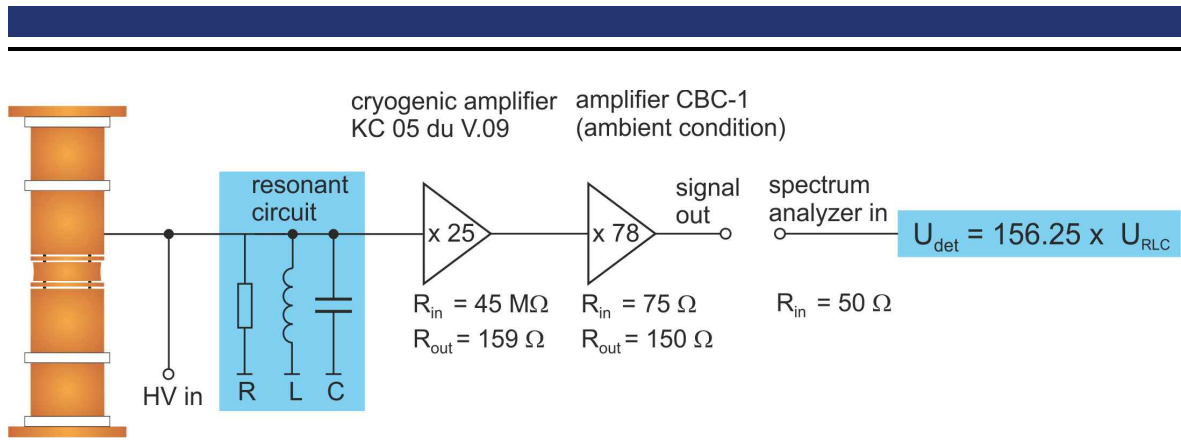 cryogenic amplifier
KC 05 du V.09
amplifier CBC-1
(ambient condition)
resonant
circuit
signal
out
spectrum
analyzer in
x 25
x 78
U_det = 156.25 x U_RLC
R_in = 45 MΩ
R_out = 159 Ω
R_in = 75 Ω
R_out = 150 Ω
R_in = 50 Ω
HV in
R L C